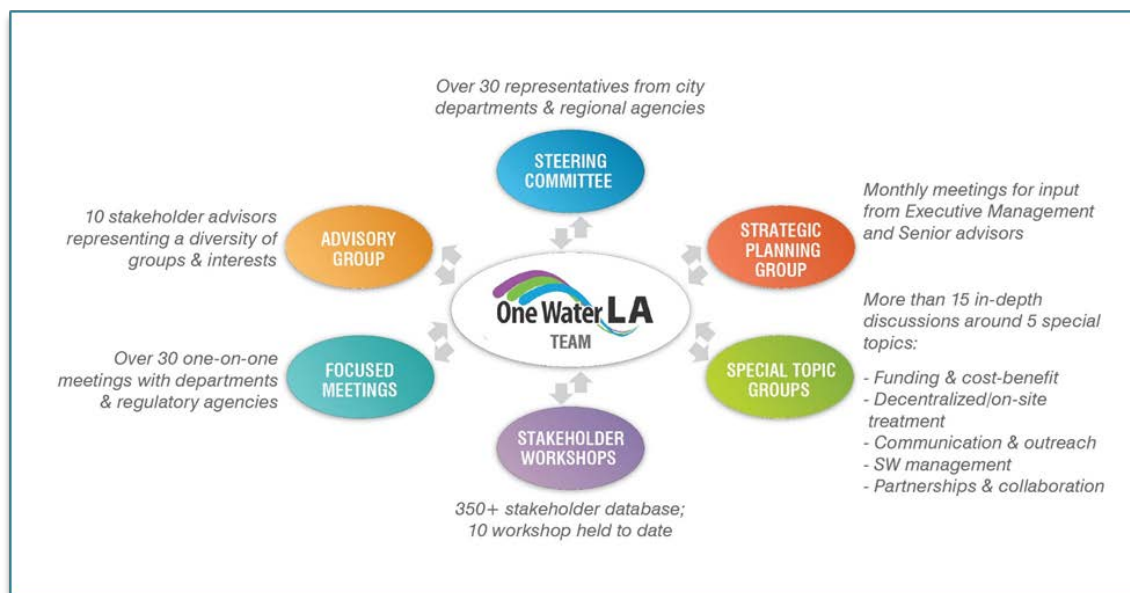 Over 30 representatives from city
departments & regional agencies
STEERING
COMMITTEE
10 stakeholder advisors
representing a diversity of
groups & interests
ADVISORY
GROUP
STRATEGIC
PLANNING
GROUP
Monthly meetings for input
from Executive Management
and Senior advisors
One Water LA
TEAM
Over 30 one-on-one
meetings with departments
& regulatory agencies
FOCUSED
MEETINGS
SPECIAL TOPIC
GROUPS
More than 15 in-depth
discussions around 5 special
topics:
- Funding & cost-benefit
- Decentralized/on-site
treatment
- Communication & outreach
- SW management
- Partnerships & collaboration
STAKEHOLDER
WORKSHOPS
350+ stakeholder database;
10 workshop held to date